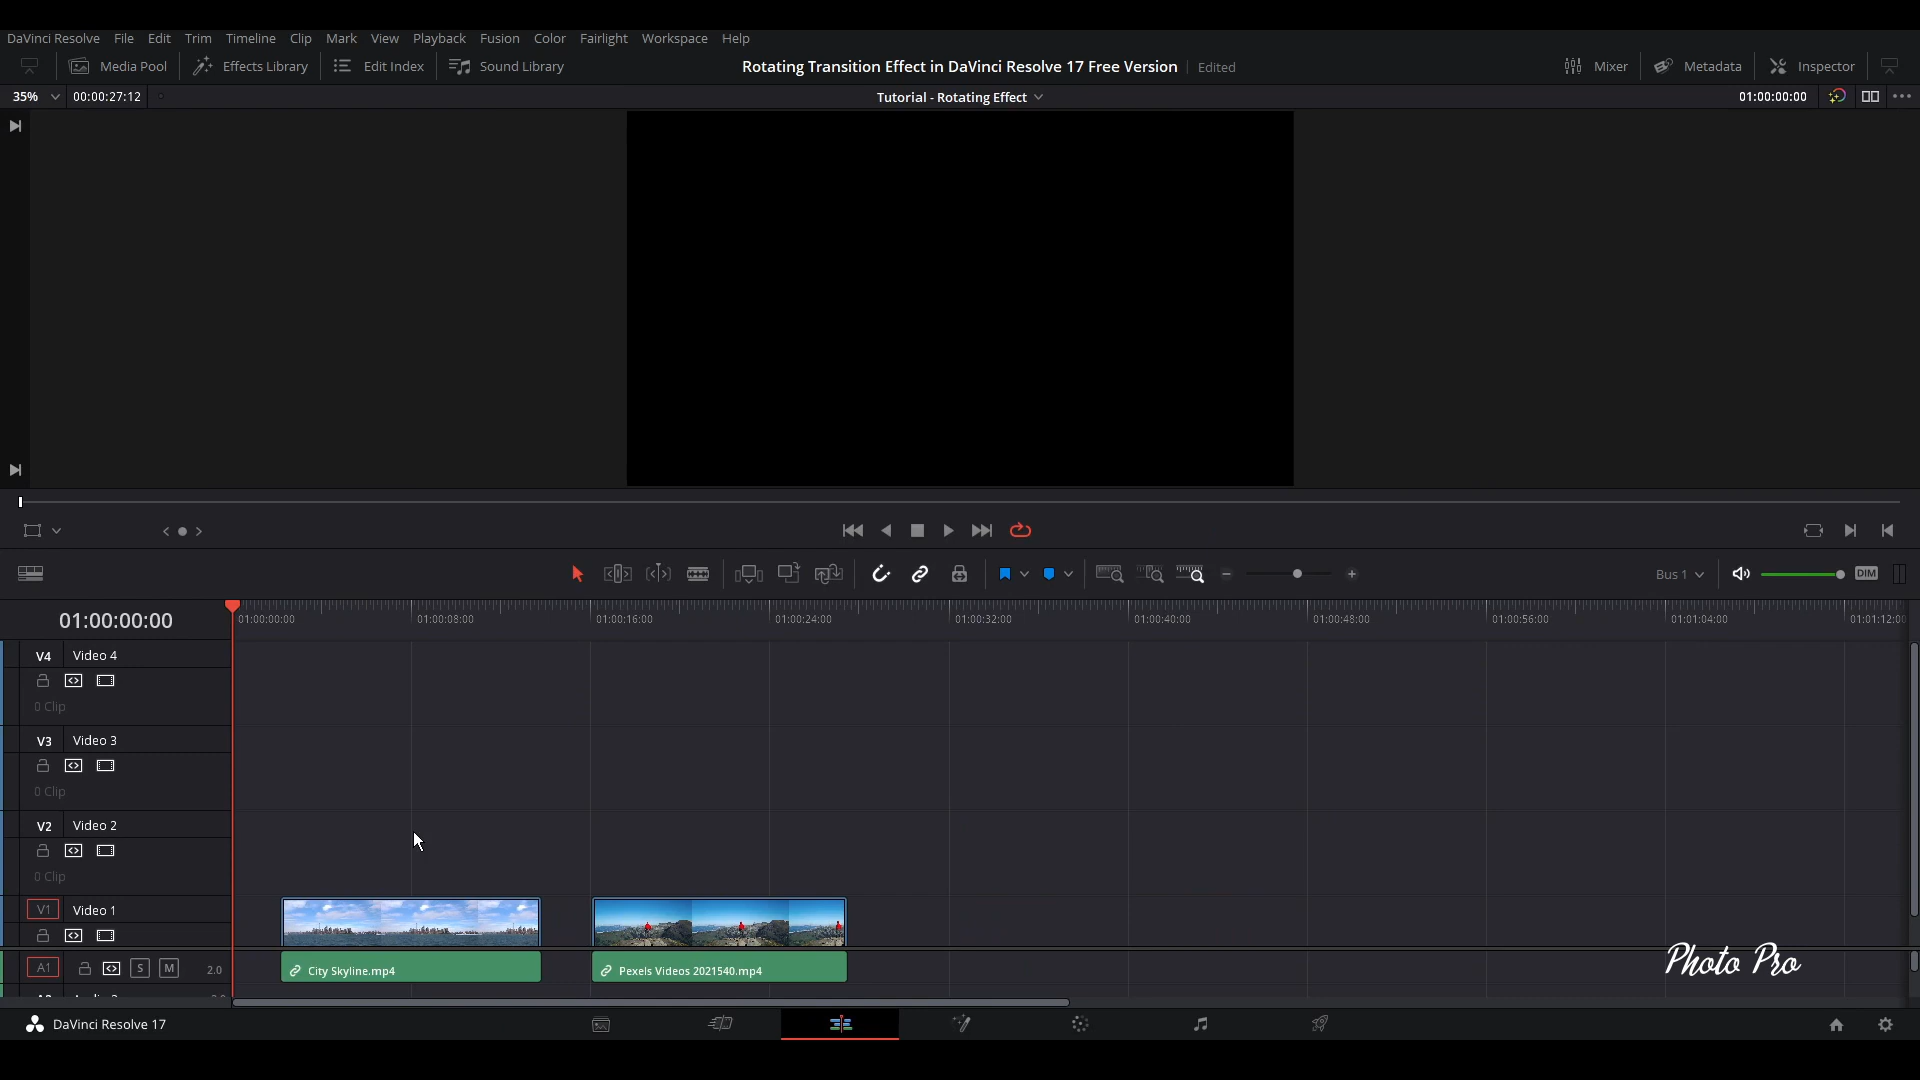 DaVinci Resolve File Edit Trim Timeline Clip Mark View Playback Fusion Color Fairlight Workspace Help
Media Pool Effects Library Edit Index Sound Library Rotating Transition Effect in DaVinci Resolve 17 Free Version Edited Mixer Metadata Inspector
35% 00:00:27:12 Tutorial - Rotating Effect 01:00:00:00
Bus 1 DIM
01:00:00:00 01:00:00:00 01:00:08:00 01:00:16:00 01:00:24:00 01:00:32:00 01:00:40:00 01:00:48:00 01:00:56:00 01:01:04:00 01:01:12:00
V4 Video 4
0 Clip
V3 Video 3
0 Clip
V2 Video 2
0 Clip
V1 Video 1
A1 S M 2.0 City Skyline.mp4 Pexels Videos 2021540.mp4
Photo Pro
DaVinci Resolve 17